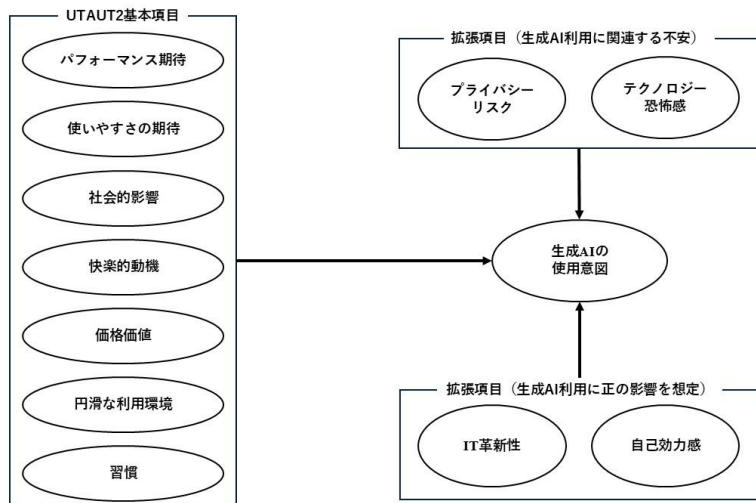 UTAUT2基本項目
パフォーマンス期待
使いやすさの期待
社会的影響
快楽的動機
価格価値
円滑な利用環境
習慣
拡張項目（生成AI利用に関連する不安）
プライバシー
リスク
テクノロジー
恐怖感
生成AIの
使用意図
拡張項目（生成AI利用に正の影響を想定）
IT革新性
自己効力感